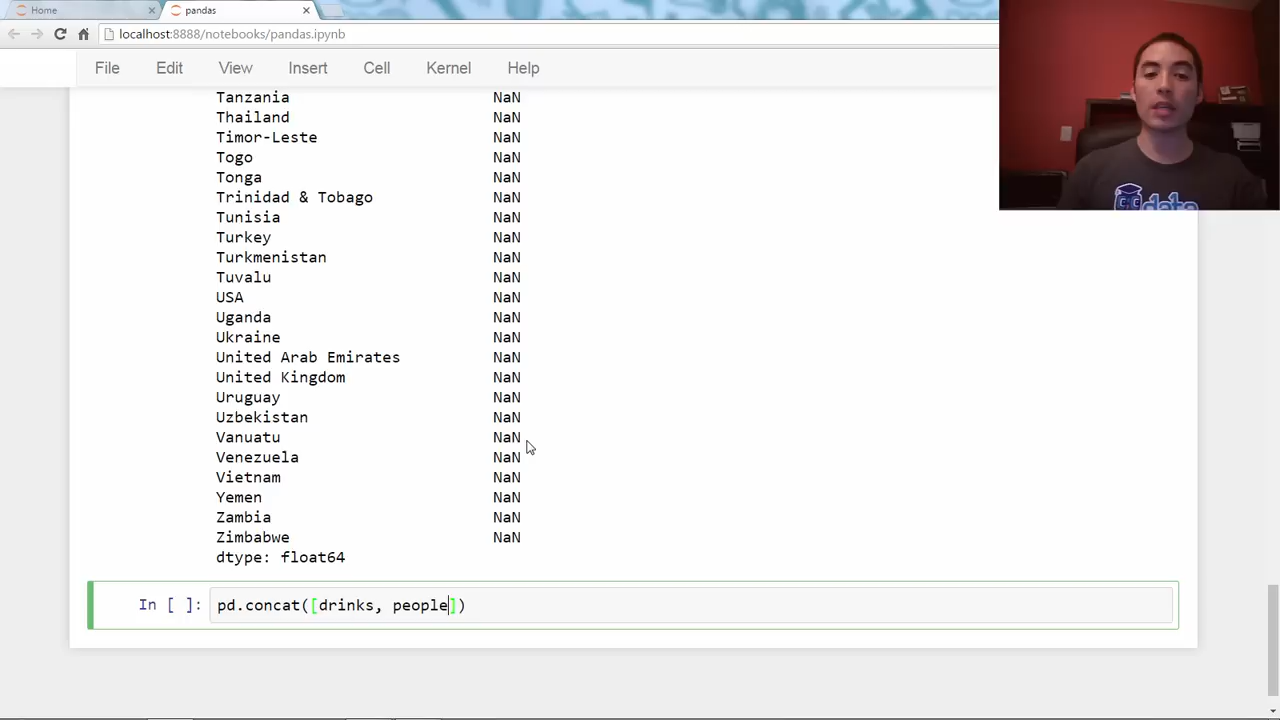 Home
pandas
localhost:8888/notebooks/pandas.ipynb
File Edit View Insert Cell Kernel Help
Tanzania NaN
Thailand NaN
Timor-Leste NaN
Togo NaN
Tonga NaN
Trinidad & Tobago NaN
Tunisia NaN
Turkey NaN
Turkmenistan NaN
Tuvalu NaN
USA NaN
Uganda NaN
Ukraine NaN
United Arab Emirates NaN
United Kingdom NaN
Uruguay NaN
Uzbekistan NaN
Vanuatu NaN
Venezuela NaN
Vietnam NaN
Yemen NaN
Zambia NaN
Zimbabwe NaN
dtype: float64
In [ ]: pd.concat([drinks, people])
data